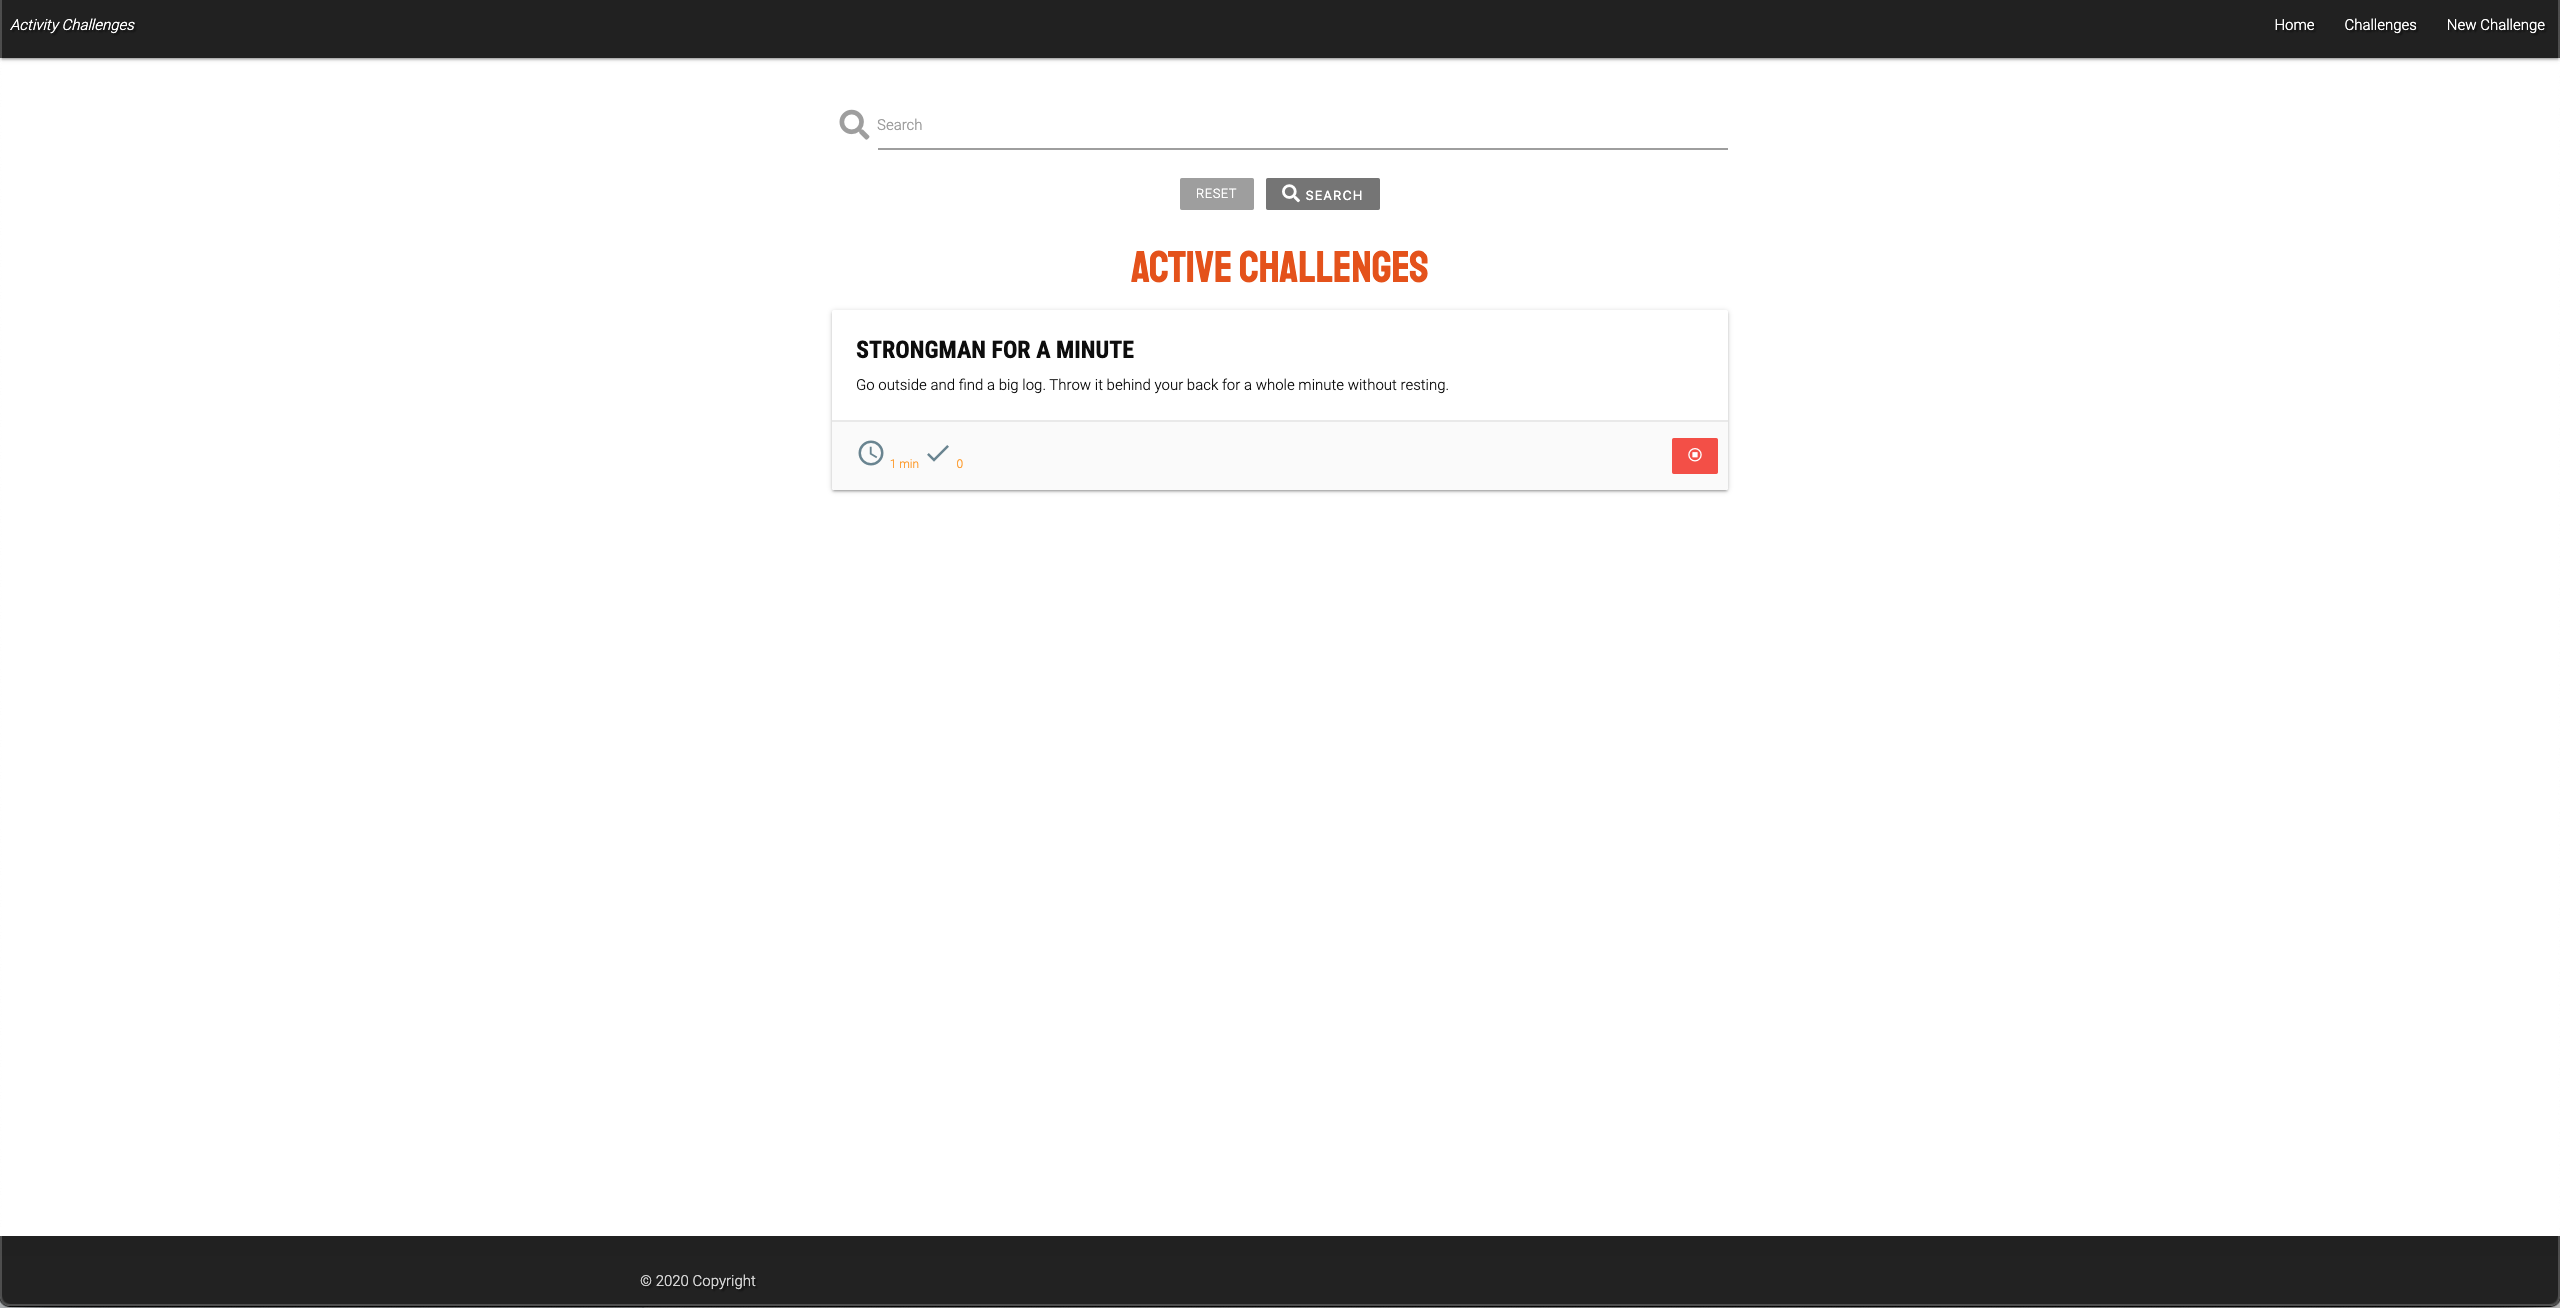 Activity Challenges
Home Challenges New Challenge
Search
RESET SEARCH
ACTIVE CHALLENGES
STRONGMAN FOR A MINUTE
Go outside and find a big log. Throw it behind your back for a whole minute without resting.
1 min 0
© 2020 Copyright